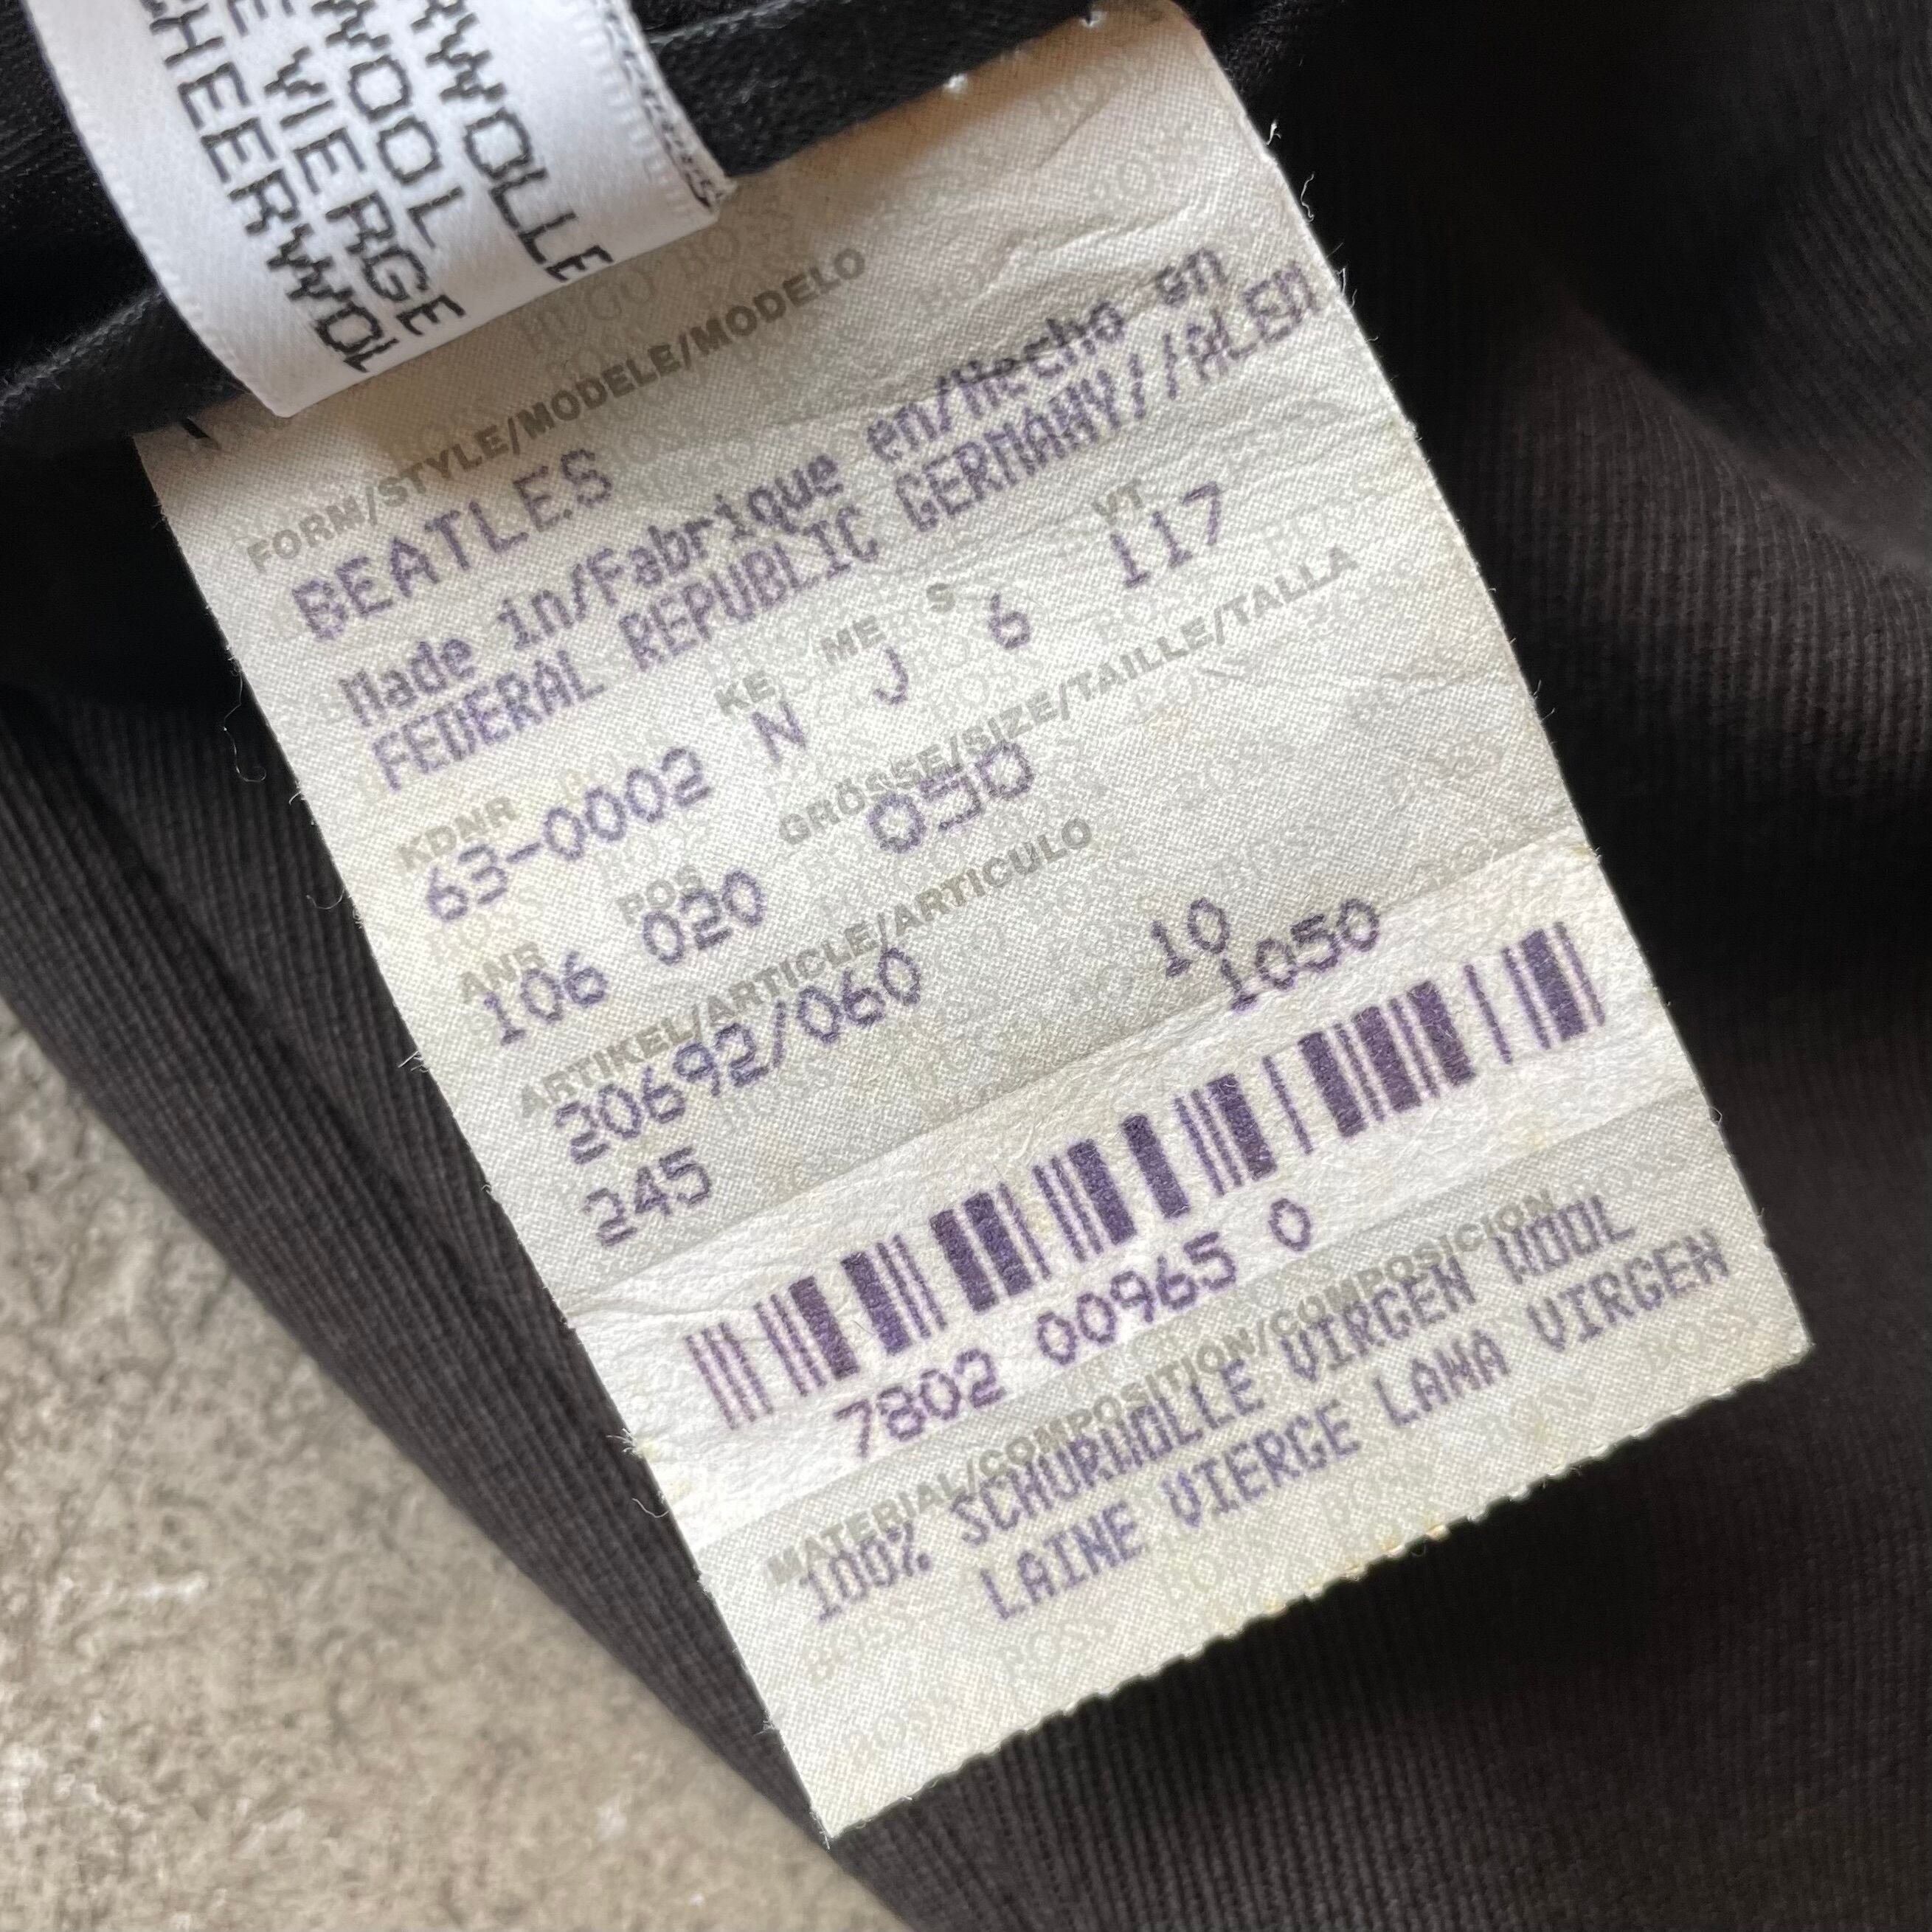 WOLLE
WOOL
VIERGE
CHEERWOL
FORM/STYLE/MODELE/MODELO
BEATLES
Made in/Fabrique en/Hecho en
FEDERAL REPUBLIC GERMANY//ALEM
KDNR KE ME S VT
63-0002 N J 6 117
ANR POS GRÖSSE/SIZE/TAILLE/TALLA
106 020 050
ARTIKEL/ARTICLE/ARTICULO
20692/060 10
245 1050
7802 00965 0
MATERIAL/COMPOSITION/COMPOSICION
100% SCHURWOLLE VIRGEN WOOL
LAINE VIERGE LANA VIRGEN